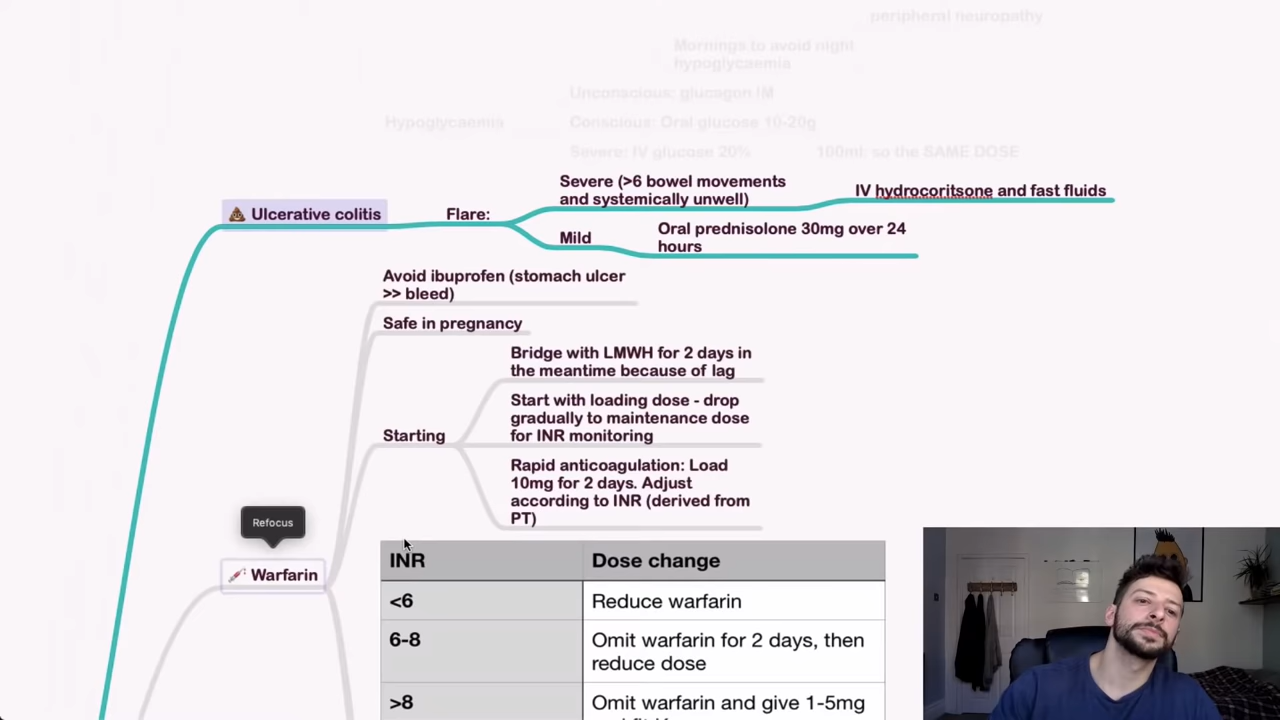 peripheral neuropathy
Mornings to avoid night
hypoglycaemia
Unconscious: glucagon IM
Hypoglycaemia
Conscious: Oral glucose 10-20g
Severe: IV glucose 20%
100ml: so the SAME DOSE
💩 Ulcerative colitis
Flare:
Severe (>6 bowel movements
and systemically unwell)
IV hydrocoritsone and fast fluids
Mild
Oral prednisolone 30mg over 24
hours
Avoid ibuprofen (stomach ulcer
>> bleed)
Safe in pregnancy
Starting
Bridge with LMWH for 2 days in
the meantime because of lag
Start with loading dose - drop
gradually to maintenance dose
for INR monitoring
Rapid anticoagulation: Load
10mg for 2 days. Adjust
according to INR (derived from
PT)
Refocus
Warfarin
INR
Dose change
<6
Reduce warfarin
6-8
Omit warfarin for 2 days, then
reduce dose
>8
Omit warfarin and give 1-5mg